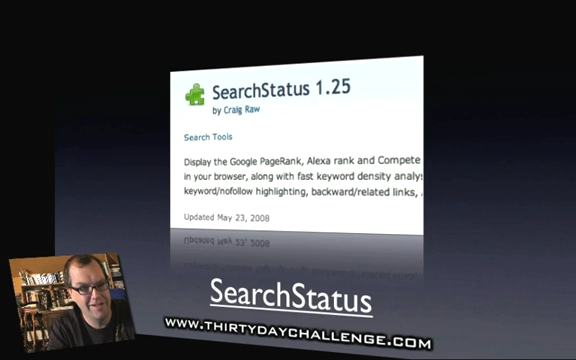 SearchStatus 1.25
by Craig Raw
Search Tools
Display the Google PageRank, Alexa rank and Compete
in your browser, along with fast keyword density analys
keyword/nofollow highlighting, backward/related links,
Updated May 23, 2008
SearchStatus
WWW.THIRTYDAYCHALLENGE.COM